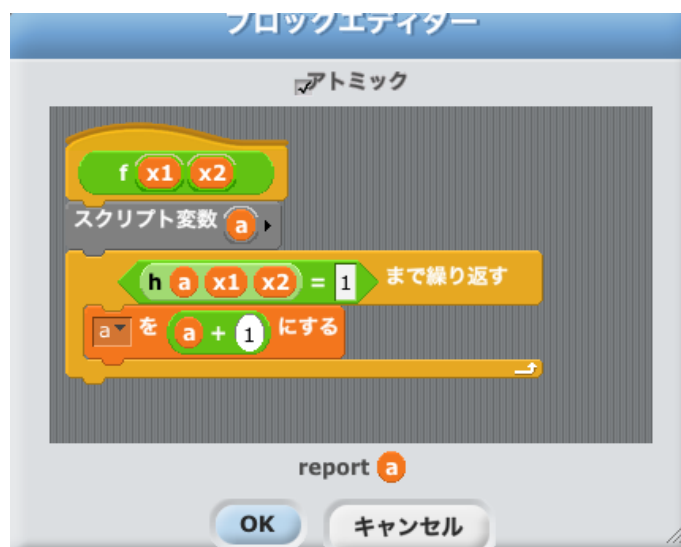 ブロックエディター
アトミック
f x1 x2
スクリプト変数 a
h a x1 x2 = 1 まで繰り返す
a を a + 1 にする
report a
OK キャンセル